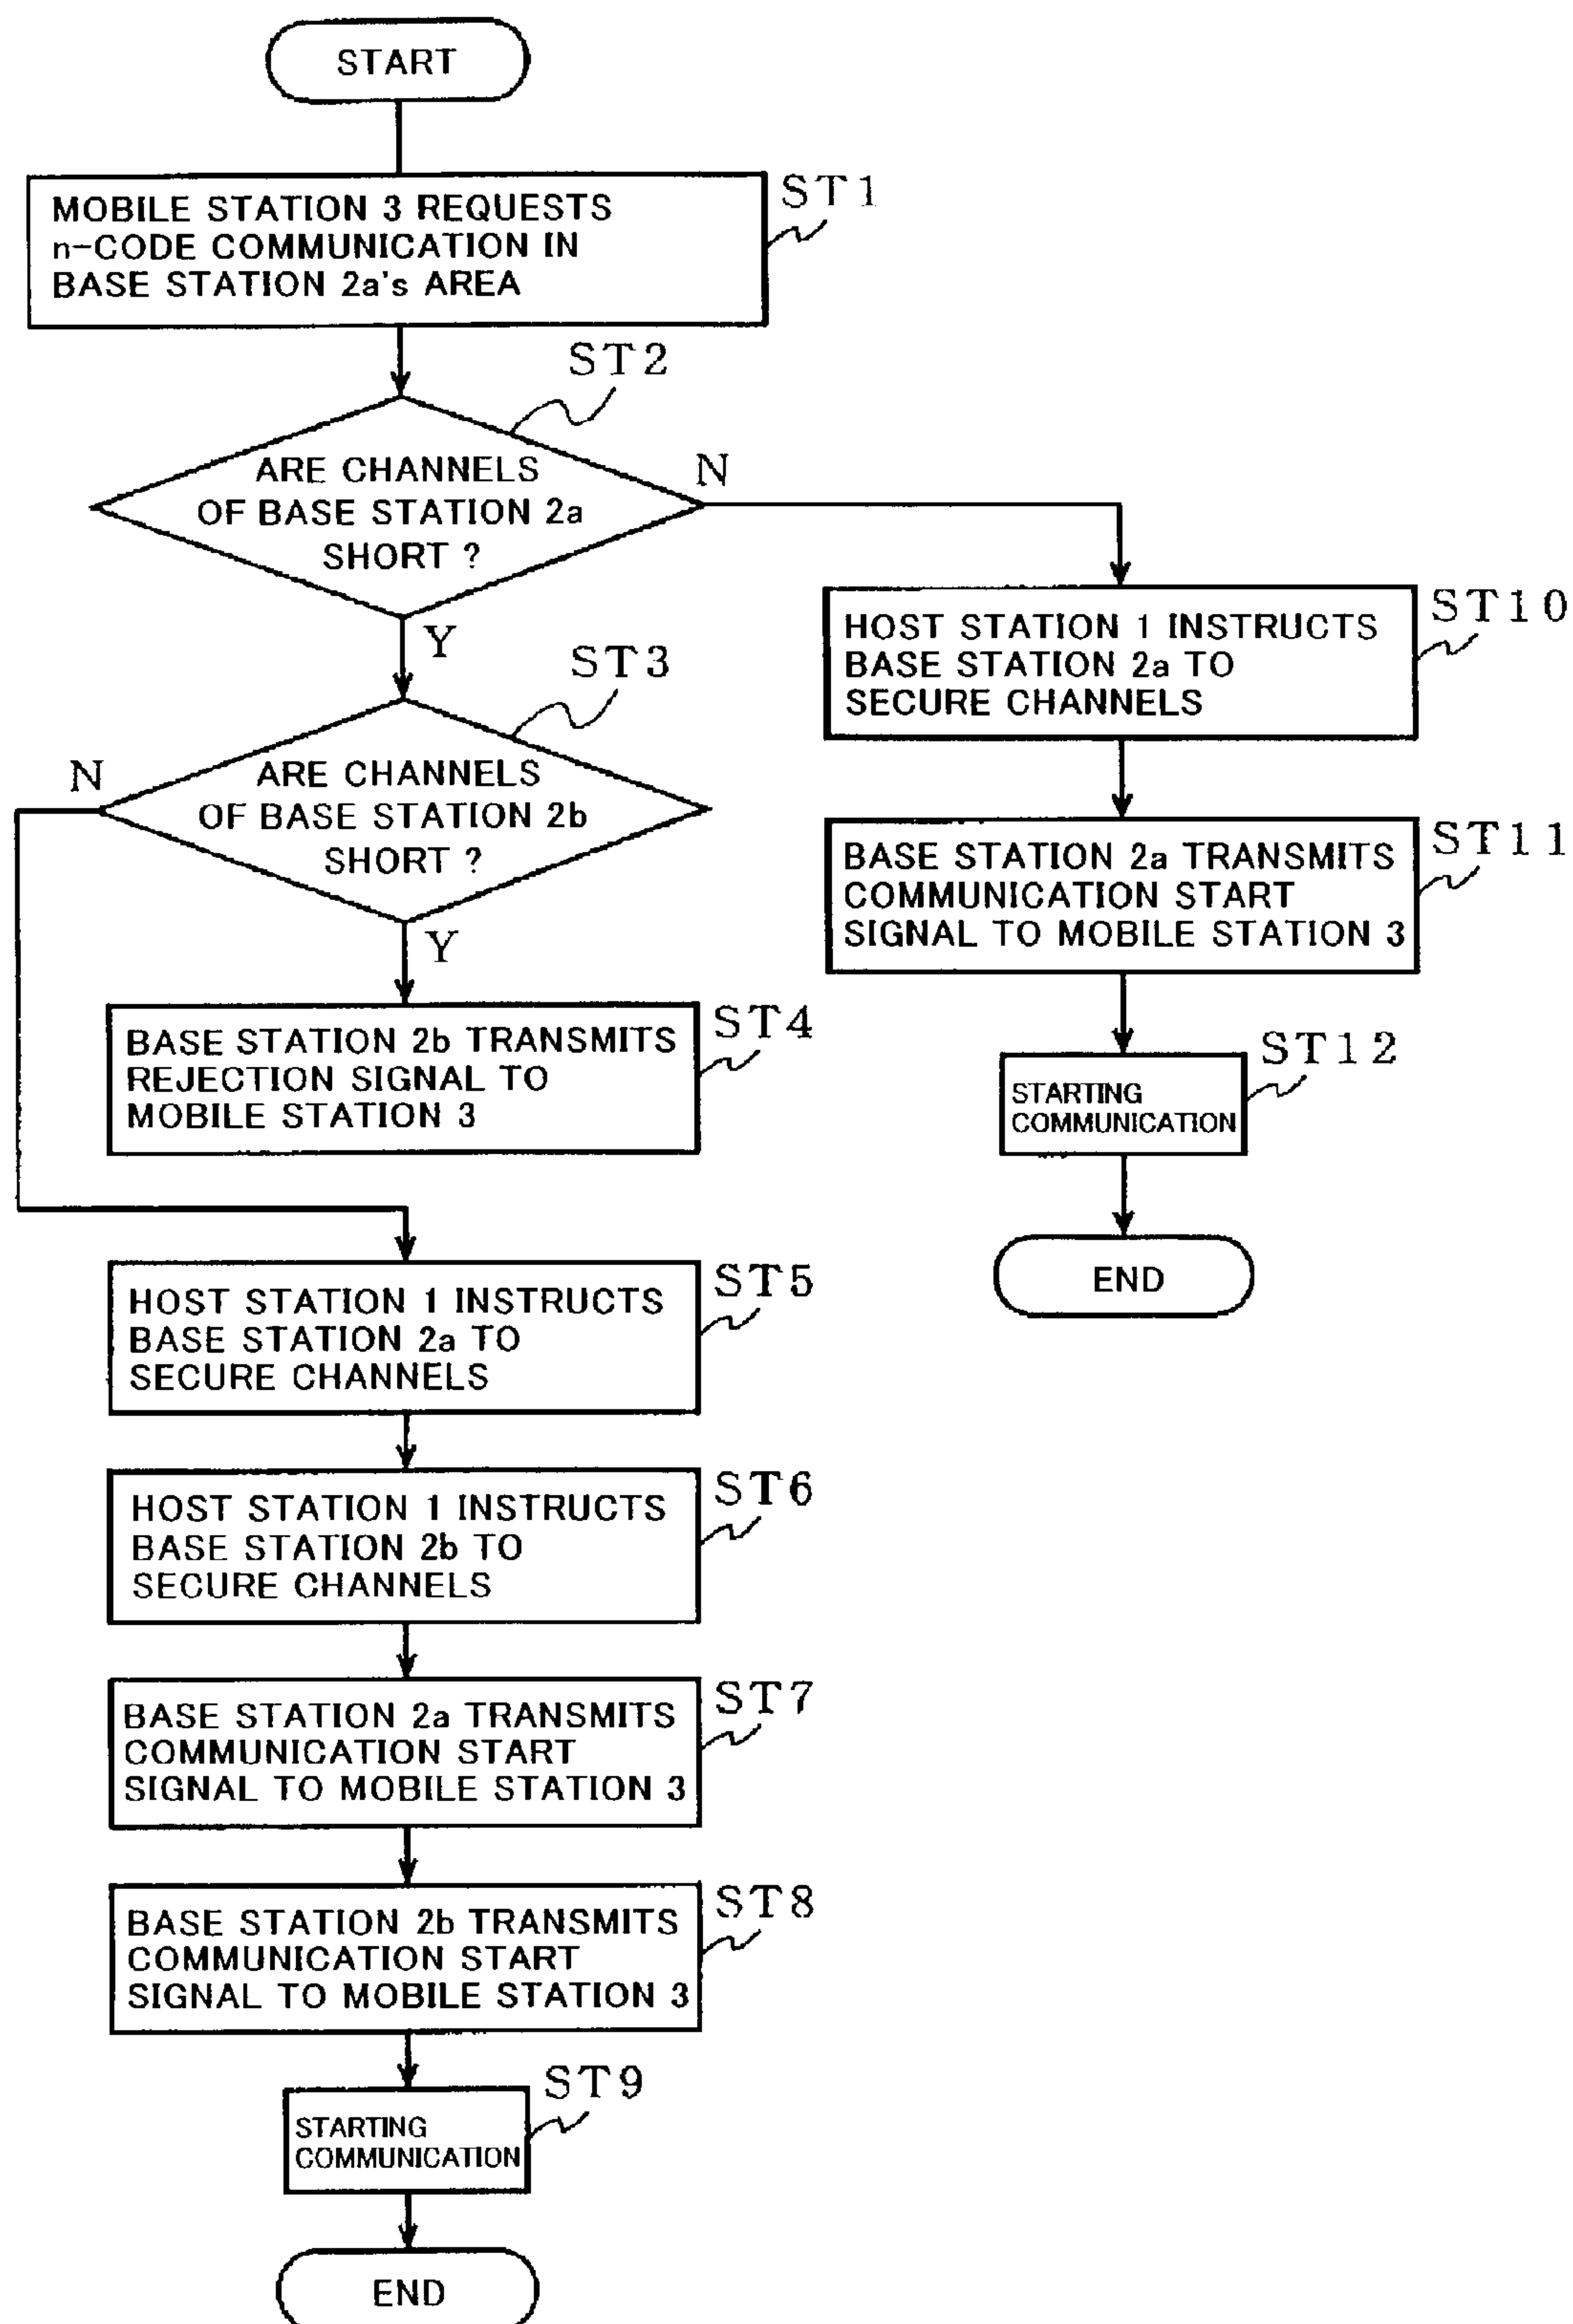 START
MOBILE STATION 3 REQUESTS
n-CODE COMMUNICATION IN
BASE STATION 2a's AREA
ST1
ST2
ARE CHANNELS
OF BASE STATION 2a
SHORT ?
N
Y
ST3
ARE CHANNELS
OF BASE STATION 2b
SHORT ?
N
Y
BASE STATION 2b TRANSMITS
REJECTION SIGNAL TO
MOBILE STATION 3
ST4
HOST STATION 1 INSTRUCTS
BASE STATION 2a TO
SECURE CHANNELS
ST5
HOST STATION 1 INSTRUCTS
BASE STATION 2b TO
SECURE CHANNELS
ST6
BASE STATION 2a TRANSMITS
COMMUNICATION START
SIGNAL TO MOBILE STATION 3
ST7
BASE STATION 2b TRANSMITS
COMMUNICATION START
SIGNAL TO MOBILE STATION 3
ST8
STARTING
COMMUNICATION
ST9
END
HOST STATION 1 INSTRUCTS
BASE STATION 2a TO
SECURE CHANNELS
ST10
BASE STATION 2a TRANSMITS
COMMUNICATION START
SIGNAL TO MOBILE STATION 3
ST11
STARTING
COMMUNICATION
ST12
END